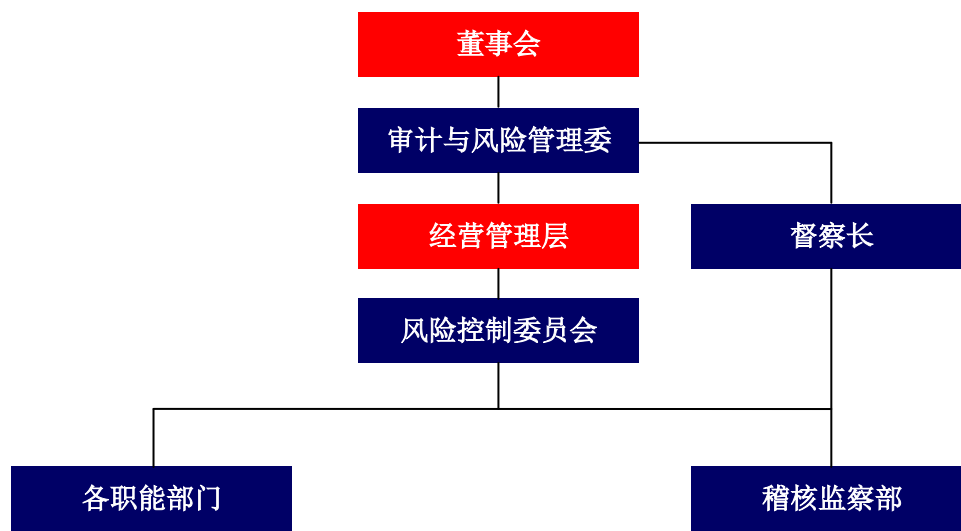 董事会
审计与风险管理委
经营管理层
督察长
风险控制委员会
各职能部门
稽核监察部